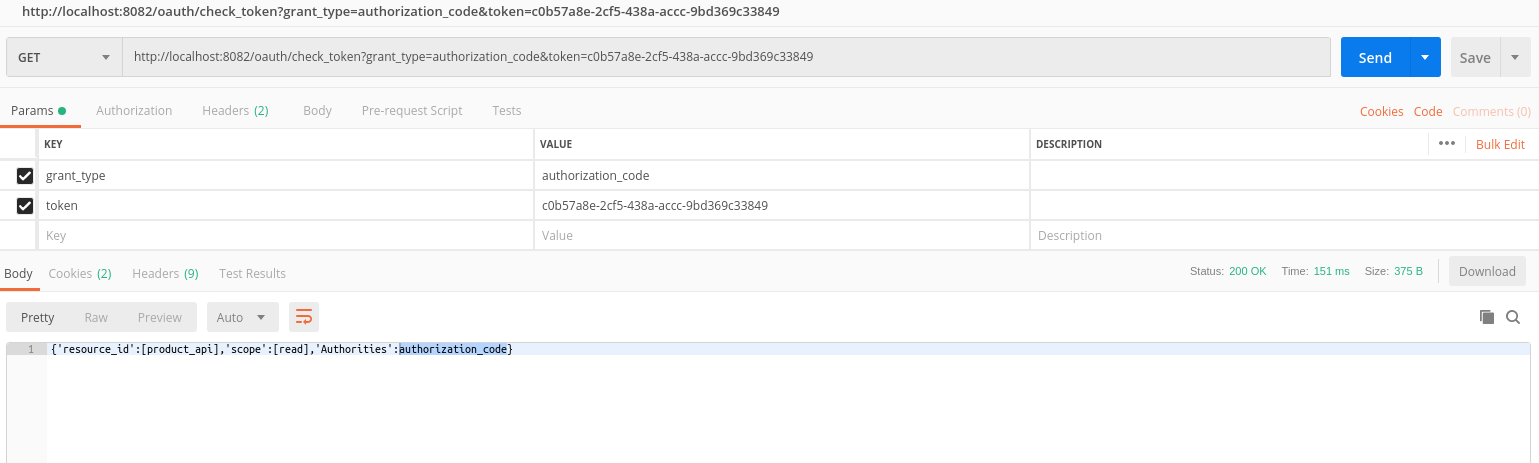 http://localhost:8082/oauth/check_token?grant_type=authorization_code&token=c0b57a8e-2cf5-438a-accc-9bd369c33849
GET http://localhost:8082/oauth/check_token?grant_type=authorization_code&token=c0b57a8e-2cf5-438a-accc-9bd369c33849 Send Save
Params Authorization Headers (2) Body Pre-request Script Tests Cookies Code Comments (0)
KEY VALUE DESCRIPTION ••• Bulk Edit
grant_type authorization_code
token c0b57a8e-2cf5-438a-accc-9bd369c33849
Key Value Description
Body Cookies (2) Headers (9) Test Results Status: 200 OK Time: 151 ms Size: 375 B Download
Pretty Raw Preview Auto
1 {'resource_id':[product_api],'scope':[read],'Authorities':authorization_code}